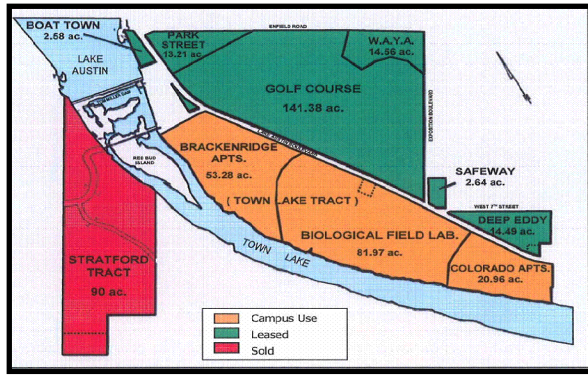 BOAT TOWN
2.58 ac.
LAKE
AUSTIN
PARK
STREET
13.21 ac.
ENFIELD ROAD
W.A.Y.A.
14.56 ac.
GOLF COURSE
141.38 ac.
TOM MILLER DAM
RED BUD
ISLAND
LAKE AUSTIN BOULEVARD
EXPOSITION BOULEVARD
BRACKENRIDGE
APTS.
53.28 ac.
( TOWN LAKE TRACT )
SAFEWAY
2.64 ac.
WEST 7TH STREET
DEEP EDDY
14.49 ac.
BIOLOGICAL FIELD LAB.
81.97 ac.
COLORADO APTS.
20.96 ac.
TOWN LAKE
STRATFORD
TRACT
90 ac.
Campus Use
Leased
Sold